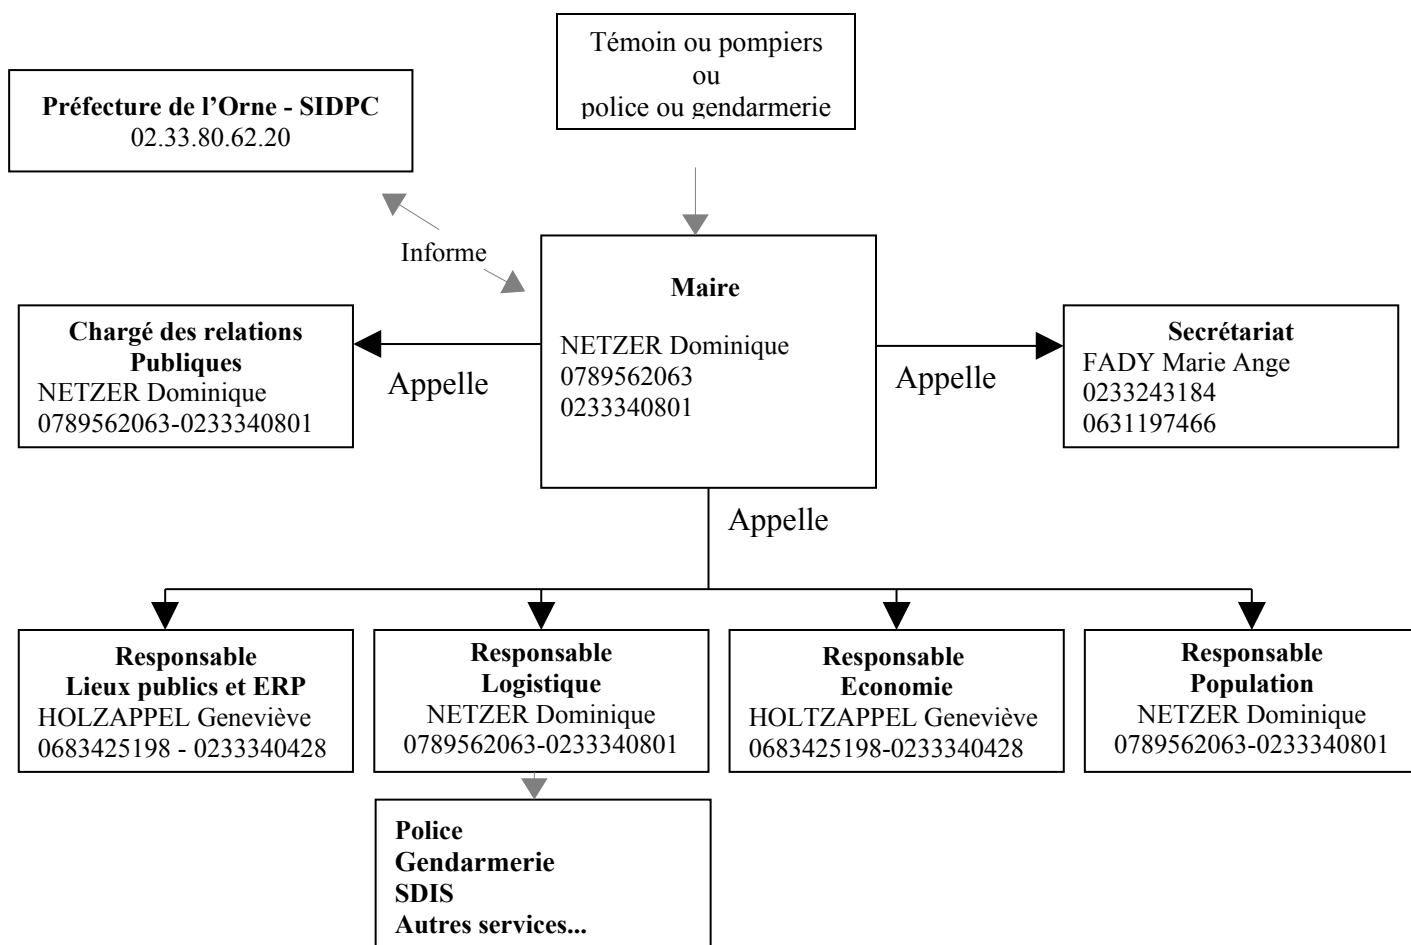 Témoin ou pompiers
ou
police ou gendarmerie
Préfecture de l’Orne - SIDPC
02.33.80.62.20
Informe
Maire
NETZER Dominique
0789562063
0233340801
Chargé des relations
Publiques
NETZER Dominique
0789562063-0233340801
Appelle
Appelle
Secrétariat
FADY Marie Ange
0233243184
0631197466
Appelle
Responsable
Lieux publics et ERP
HOLZAPPEL Geneviève
0683425198 - 0233340428
Responsable
Logistique
NETZER Dominique
0789562063-0233340801
Responsable
Economie
HOLTZAPPEL Geneviève
0683425198-0233340428
Responsable
Population
NETZER Dominique
0789562063-0233340801
Police
Gendarmerie
SDIS
Autres services...